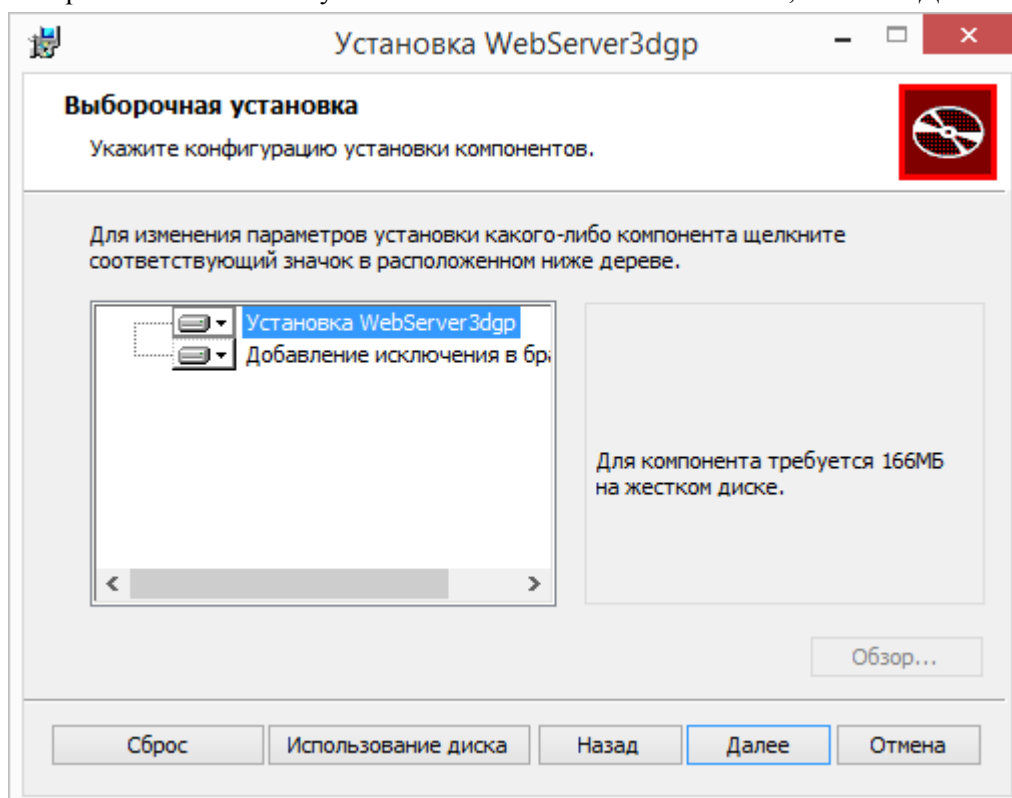 Установка WebServer3dgp
Выборочная установка
Укажите конфигурацию установки компонентов.
Для изменения параметров установки какого-либо компонента щелкните
соответствующий значок в расположенном ниже дереве.
Установка WebServer3dgp
Добавление исключения в
Для компонента требуется 166МБ
на жестком диске.
Обзор...
Сброс
Использование диска
Назад
Далее
Отмена